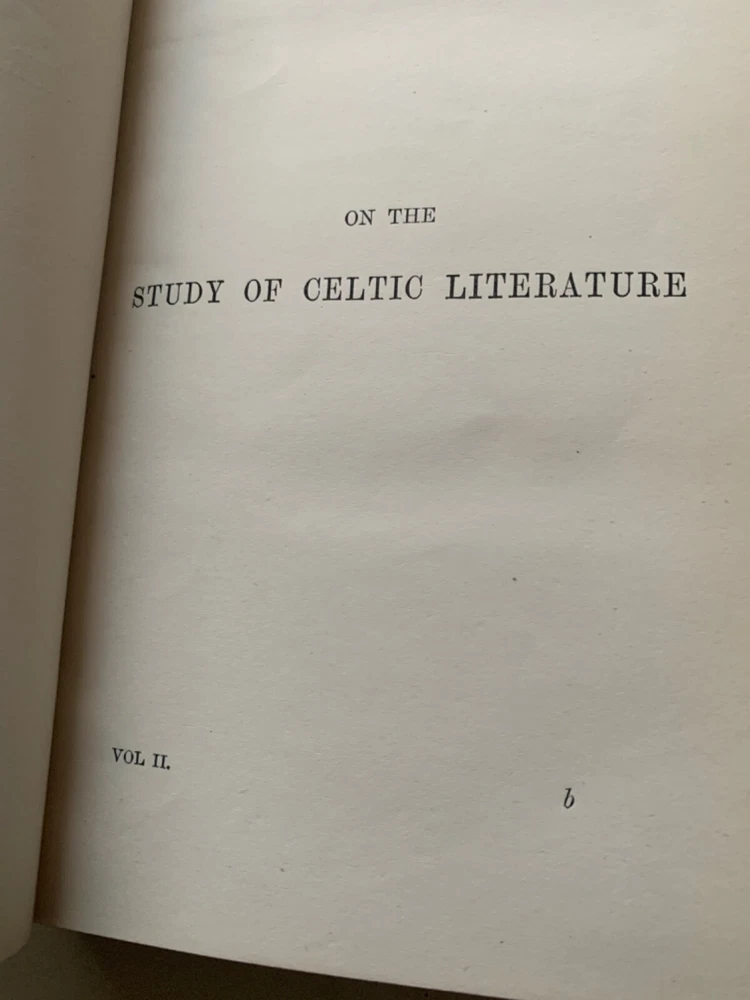 ON THE
STUDY OF CELTIC LITERATURE
VOL II.
b